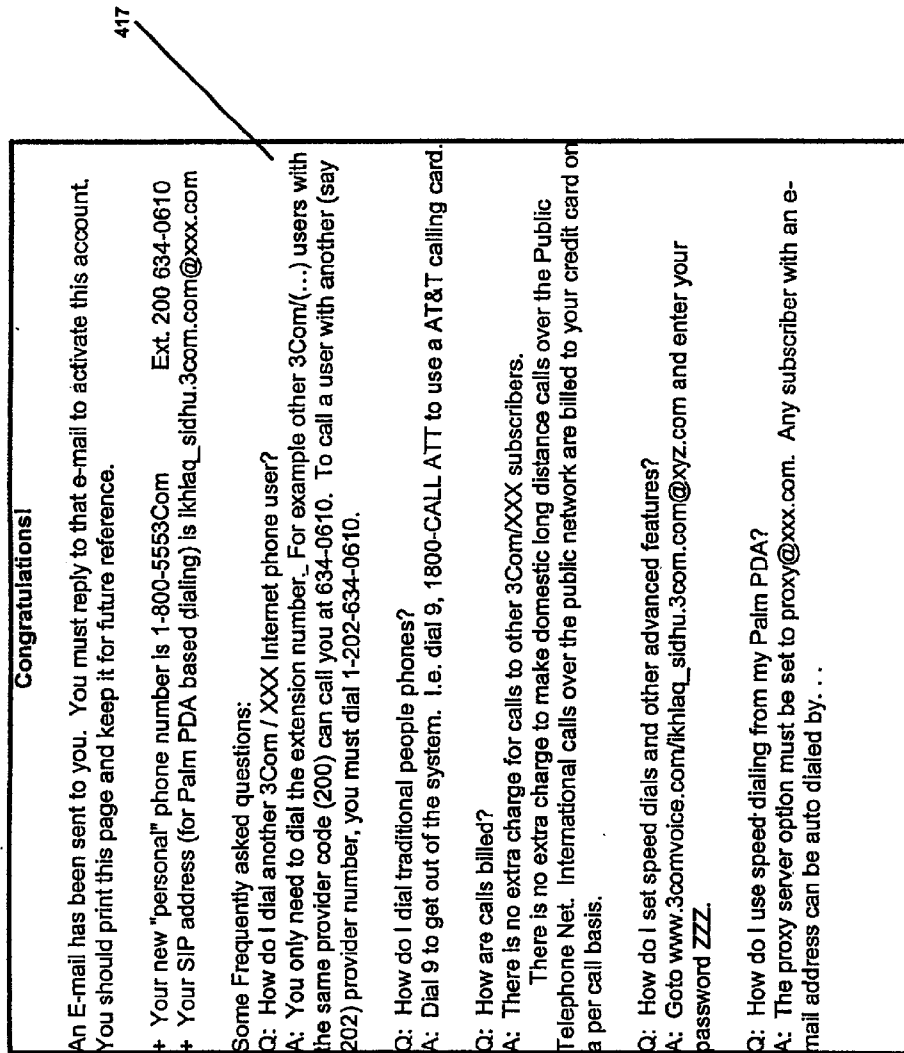 417
Congratulations!
An E-mail has been sent to you. You must reply to that e-mail to activate this account.
You should print this page and keep it for future reference.
+ Your new "personal" phone number is 1-800-5553Com Ext. 200 634-0610
+ Your SIP address (for Palm PDA based dialing) is ikhlaq_sidhu.3com.com@xxx.com
Some Frequently asked questions:
Q: How do I dial another 3Com / XXX Internet phone user?
A: You only need to dial the extension number_ For example other 3Com/(...) users with
the same provider code (200) can call you at 634-0610. To call a user with another (say
202) provider number, you must dial 1-202-634-0610.
Q: How do I dial traditional people phones?
A: Dial 9 to get out of the system. I.e. dial 9, 1800-CALL ATT to use a AT&T calling card.
Q: How are calls billed?
A: There is no extra charge for calls to other 3Com/XXX subscribers.
There is no extra charge to make domestic long distance calls over the Public
Telephone Net. International calls over the public network are billed to your credit card on
a per call basis.
Q: How do I set speed dials and other advanced features?
A: Goto www.3comvoice.com/ikhlaq_sidhu.3com.com@xyz.com and enter your
password ZZZ.
Q: How do I use speed dialing from my Palm PDA?
A: The proxy server option must be set to proxy@xxx.com. Any subscriber with an e-
mail address can be auto dialed by. . .